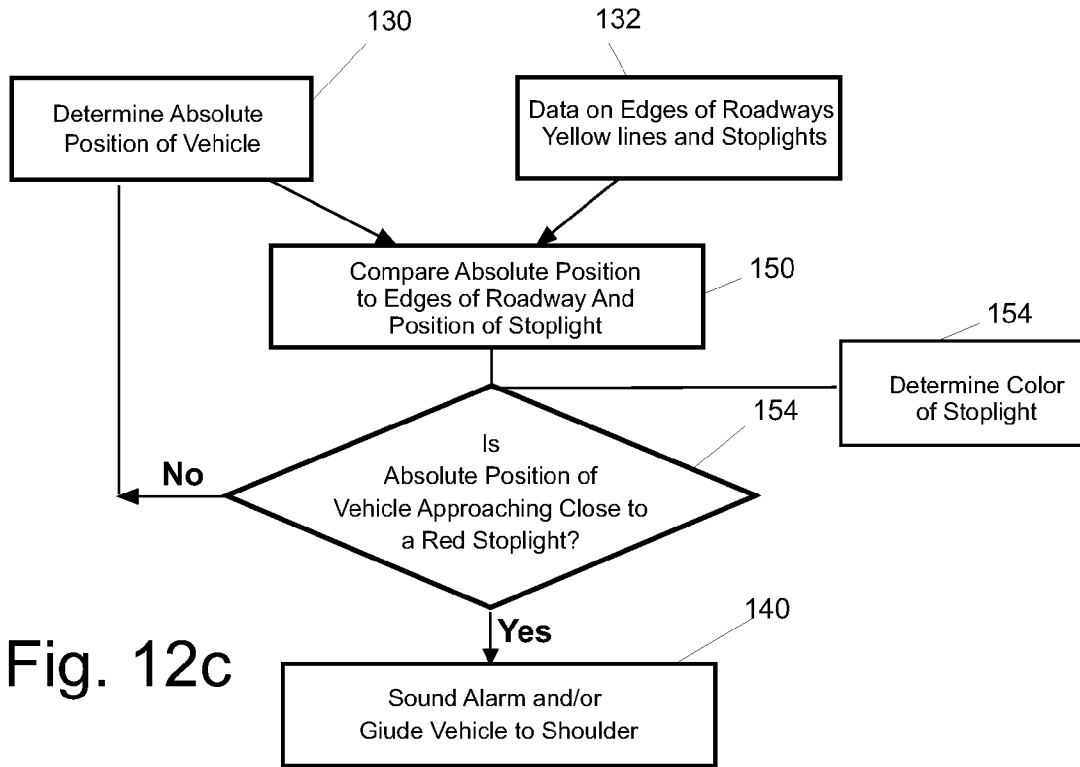 130
132
Determine Absolute
Position of Vehicle
Data on Edges of Roadways
Yellow lines and Stoplights
Compare Absolute Position
to Edges of Roadway And
Position of Stoplight
150
154
Determine Color
of Stoplight
154
Is
Absolute Position of
Vehicle Approaching Close to
a Red Stoplight?
No
Yes
140
Sound Alarm and/or
Giude Vehicle to Shoulder
Fig. 12c